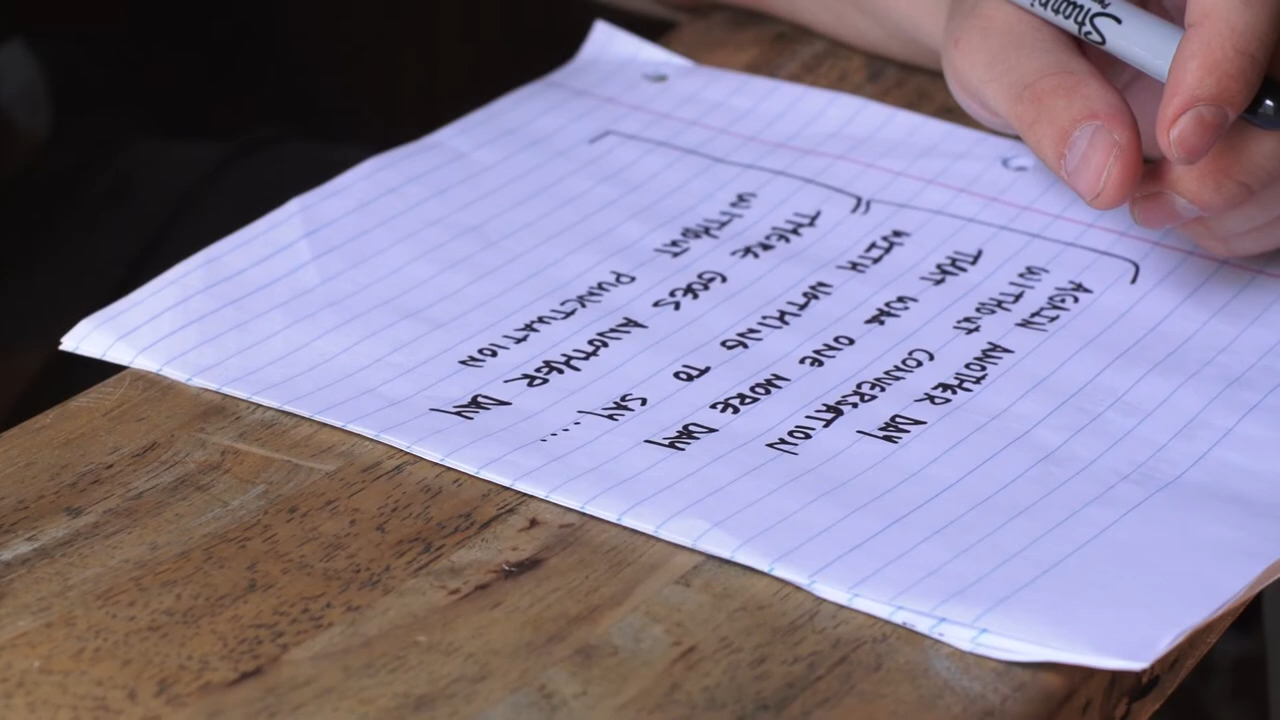 AGAIN ANOTHER DAY
WITHOUT CONVERSATION
THAT WAS ONE MORE DAY
WITH NOTHING TO SAY....
THERE GOES ANOTHER DAY
WITHOUT PUNCTUATION
Sharpie